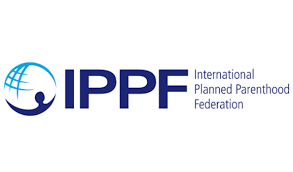 IPPF
International
Planned Parenthood
Federation